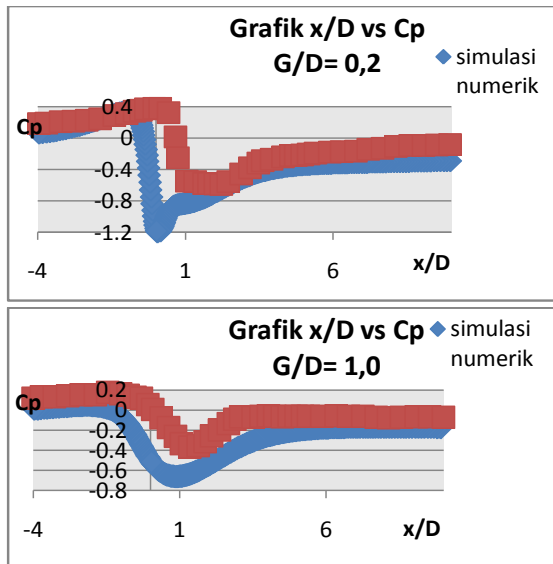 Grafik x/D vs Cp
G/D= 0,2
simulasi
numerik
Cp
0.4
0
-0.4
-0.8
-1.2
-4
1
6
x/D
Grafik x/D vs Cp
G/D= 1,0
simulasi
numerik
Cp
0.2
0
-0.2
-0.4
-0.6
-0.8
-4
1
6
x/D